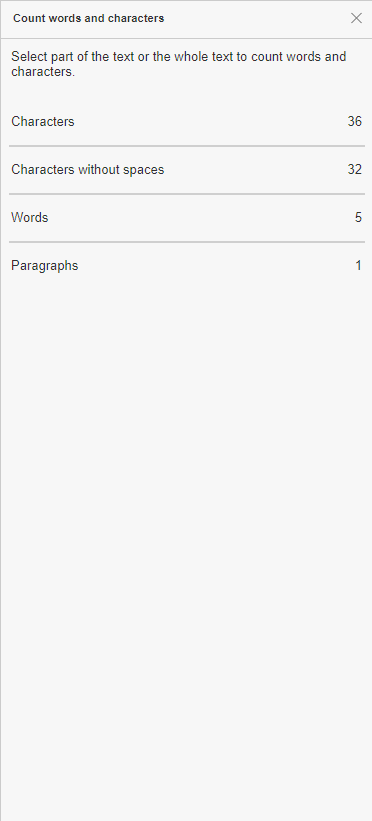 Count words and characters
Select part of the text or the whole text to count words and
characters.
Characters 36
Characters without spaces 32
Words 5
Paragraphs 1